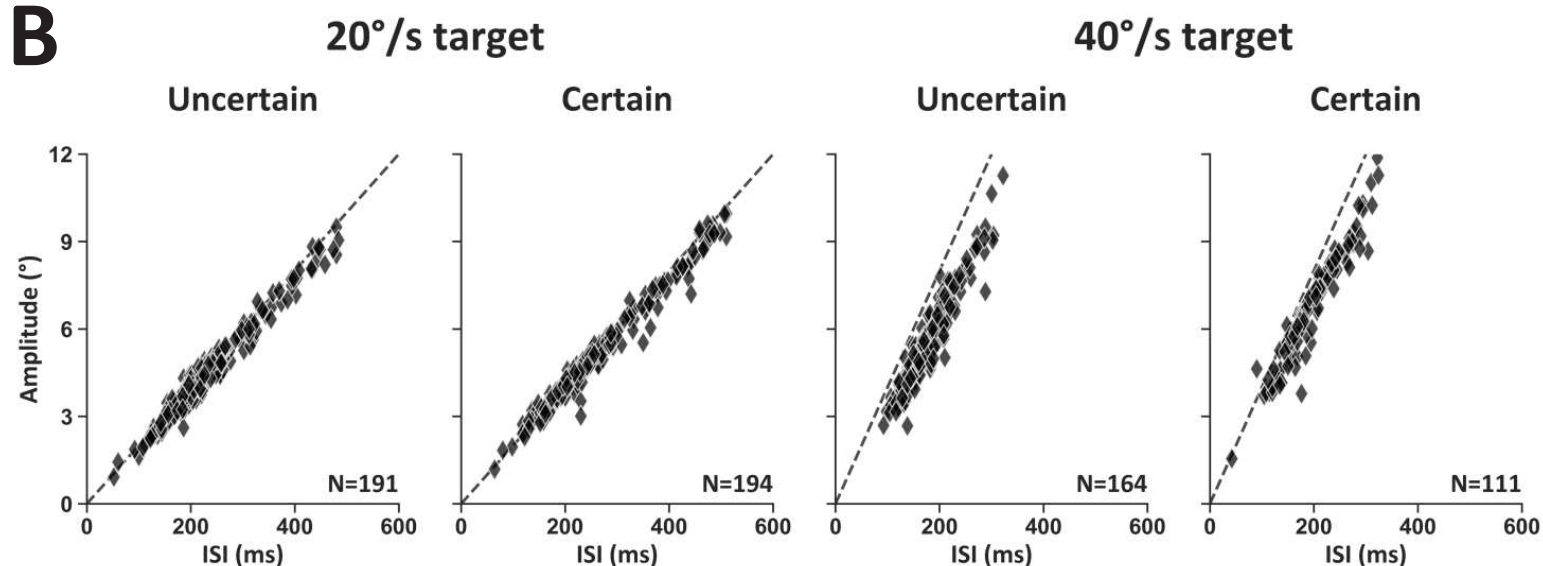 B
20°/s target 40°/s target
Uncertain Certain Uncertain Certain
12
9
6
3
0
Amplitude (°)
N=191 N=194 N=164 N=111
0 200 400 600 0 200 400 600 0 200 400 600 0 200 400 600
ISI (ms) ISI (ms) ISI (ms) ISI (ms)